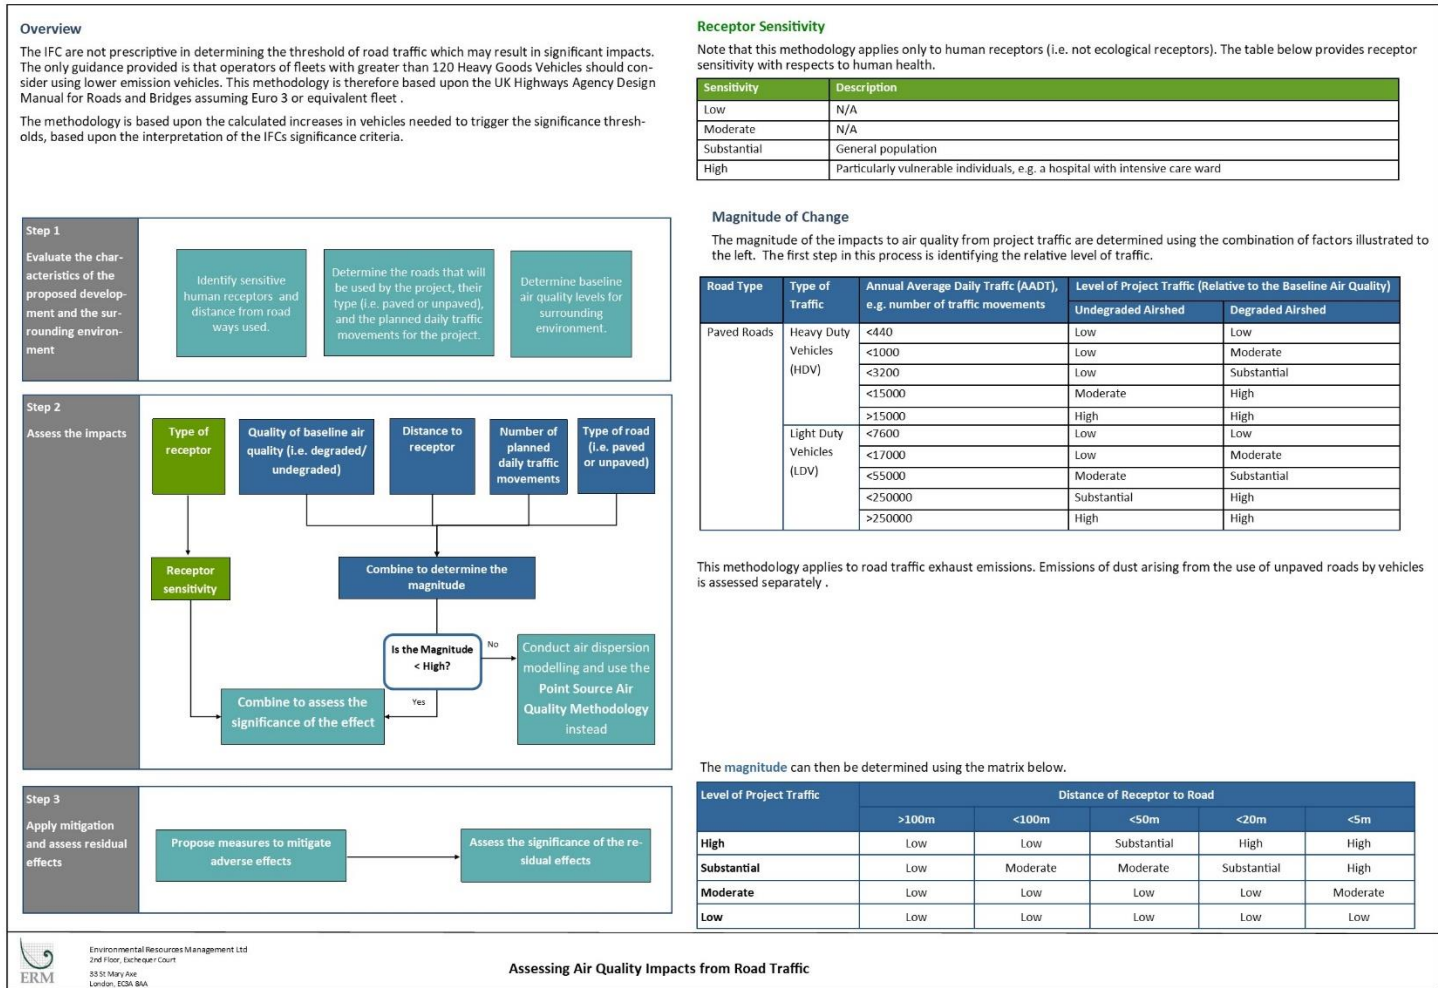 Overview
The IFC are not prescriptive in determining the threshold of road traffic which may result in significant impacts.
The only guidance provided is that operators of fleets with greater than 120 Heavy Goods Vehicles should con-
sider using lower emission vehicles. This methodology is therefore based upon the UK Highways Agency Design
Manual for Roads and Bridges assuming Euro 3 or equivalent fleet .
The methodology is based upon the calculated increases in vehicles needed to trigger the significance thresh-
olds, based upon the interpretation of the IFCs significance criteria.
Step 1
Evaluate the char-
acteristics of the
proposed develop-
ment and the sur-
rounding environ-
ment
Identify sensitive
human receptors and
distance from road
ways used.
Determine the roads that will
be used by the project, their
type (i.e. paved or unpaved),
and the planned daily traffic
movements for the project.
Determine baseline
air quality levels for
surrounding
environment.
Step 2
Assess the impacts
Type of
receptor
Quality of baseline air
quality (i.e. degraded/
undegraded)
Distance to
receptor
Number of
planned
daily traffic
movements
Type of road
(i.e. paved
or unpaved)
Receptor
sensitivity
Combine to determine the
magnitude
Is the Magnitude
< High?
No
Yes
Conduct air dispersion
modelling and use the
Point Source Air
Quality Methodology
instead
Combine to assess the
significance of the effect
Step 3
Apply mitigation
and assess residual
effects
Propose measures to mitigate
adverse effects
Assess the significance of the re-
sidual effects
Receptor Sensitivity
Note that this methodology applies only to human receptors (i.e. not ecological receptors). The table below provides receptor
sensitivity with respects to human health.
Sensitivity Description
Low N/A
Moderate N/A
Substantial General population
High Particularly vulnerable individuals, e.g. a hospital with intensive care ward
Magnitude of Change
The magnitude of the impacts to air quality from project traffic are determined using the combination of factors illustrated to
the left. The first step in this process is identifying the relative level of traffic.
Road Type Type of Traffic Annual Average Daily Traffc (AADT), e.g. number of traffic movements Level of Project Traffic (Relative to the Baseline Air Quality)
Undegraded Airshed Degraded Airshed
Paved Roads Heavy Duty Vehicles (HDV) <440 Low Low
<1000 Low Moderate
<3200 Low Substantial
<15000 Moderate High
>15000 High High
Light Duty Vehicles (LDV) <7600 Low Low
<17000 Low Moderate
<55000 Moderate Substantial
<250000 Substantial High
>250000 High High
This methodology applies to road traffic exhaust emissions. Emissions of dust arising from the use of unpaved roads by vehicles
is assessed separately .
The magnitude can then be determined using the matrix below.
Level of Project Traffic Distance of Receptor to Road
>100m <100m <50m <20m <5m
High Low Low Substantial High High
Substantial Low Moderate Moderate Substantial High
Moderate Low Low Low Low Moderate
Low Low Low Low Low Low
ERM
Environmental Resources Management Ltd
2nd Floor, Exchequer Court
33 St Mary Axe
London, EC3A 8AA
Assessing Air Quality Impacts from Road Traffic